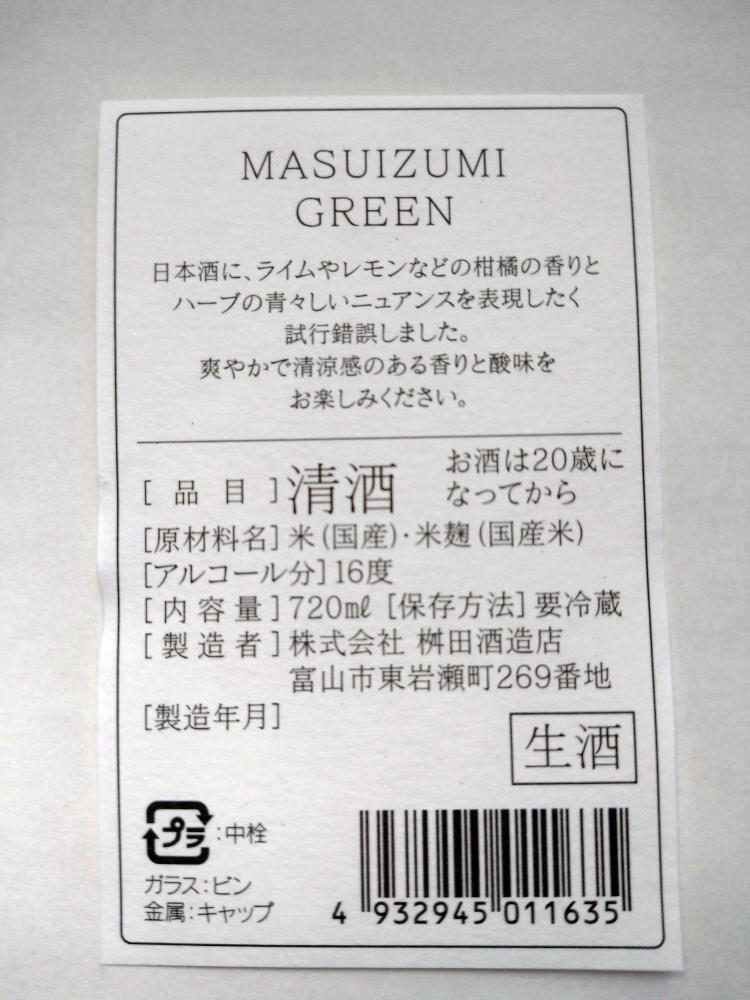 MASUIZUMI
GREEN
日本酒に、ライムやレモンなどの柑橘の香りと
ハーブの青々しいニュアンスを表現したく
試行錯誤しました。
爽やかで清涼感のある香りと酸味を
お楽しみください。
[品目]清酒 お酒は20歳に
なってから
[原材料名]米(国産)・米麹(国産米)
[アルコール分]16度
[内容量]720㎖ [保存方法]要冷蔵
[製造者]株式会社 桝田酒造店
富山市東岩瀬町269番地
[製造年月]
生酒
プラ:中栓
ガラス:ビン
金属:キャップ
4 932945 011635